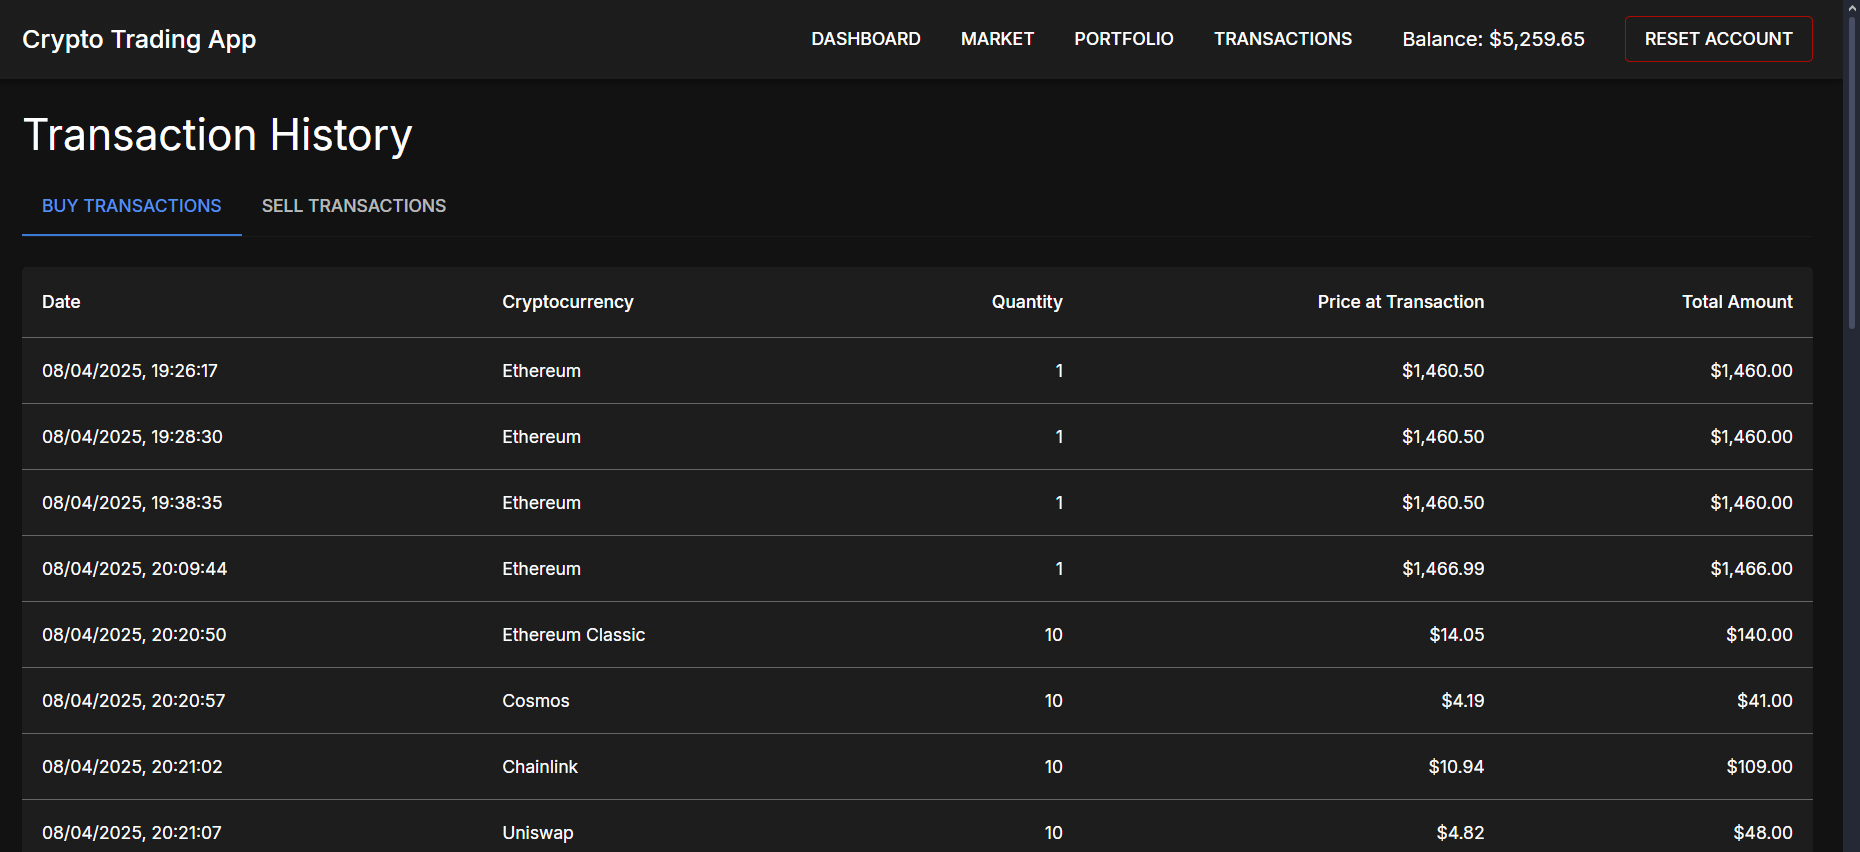 Crypto Trading App DASHBOARD MARKET PORTFOLIO TRANSACTIONS Balance: $5,259.65 RESET ACCOUNT
Transaction History
BUY TRANSACTIONS SELL TRANSACTIONS
Date Cryptocurrency Quantity Price at Transaction Total Amount
08/04/2025, 19:26:17 Ethereum 1 $1,460.50 $1,460.00
08/04/2025, 19:28:30 Ethereum 1 $1,460.50 $1,460.00
08/04/2025, 19:38:35 Ethereum 1 $1,460.50 $1,460.00
08/04/2025, 20:09:44 Ethereum 1 $1,466.99 $1,466.00
08/04/2025, 20:20:50 Ethereum Classic 10 $14.05 $140.00
08/04/2025, 20:20:57 Cosmos 10 $4.19 $41.00
08/04/2025, 20:21:02 Chainlink 10 $10.94 $109.00
08/04/2025, 20:21:07 Uniswap 10 $4.82 $48.00